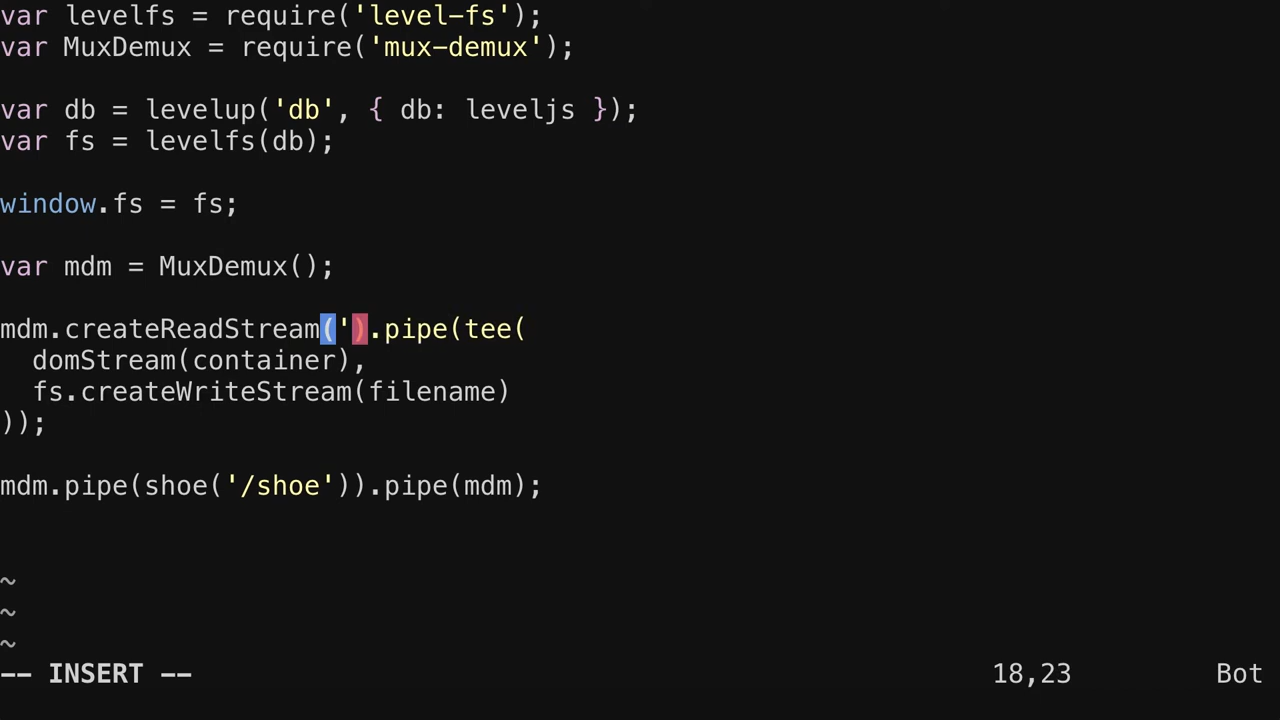 var levelfs = require('level-fs');
var MuxDemux = require('mux-demux');
var db = levelup('db', { db: leveljs });
var fs = levelfs(db);
window.fs = fs;
var mdm = MuxDemux();
mdm.createReadStream(').pipe(tee(
  domStream(container),
  fs.createWriteStream(filename)
));
mdm.pipe(shoe('/shoe')).pipe(mdm);
~
~
~
-- INSERT -- 18,23 Bot